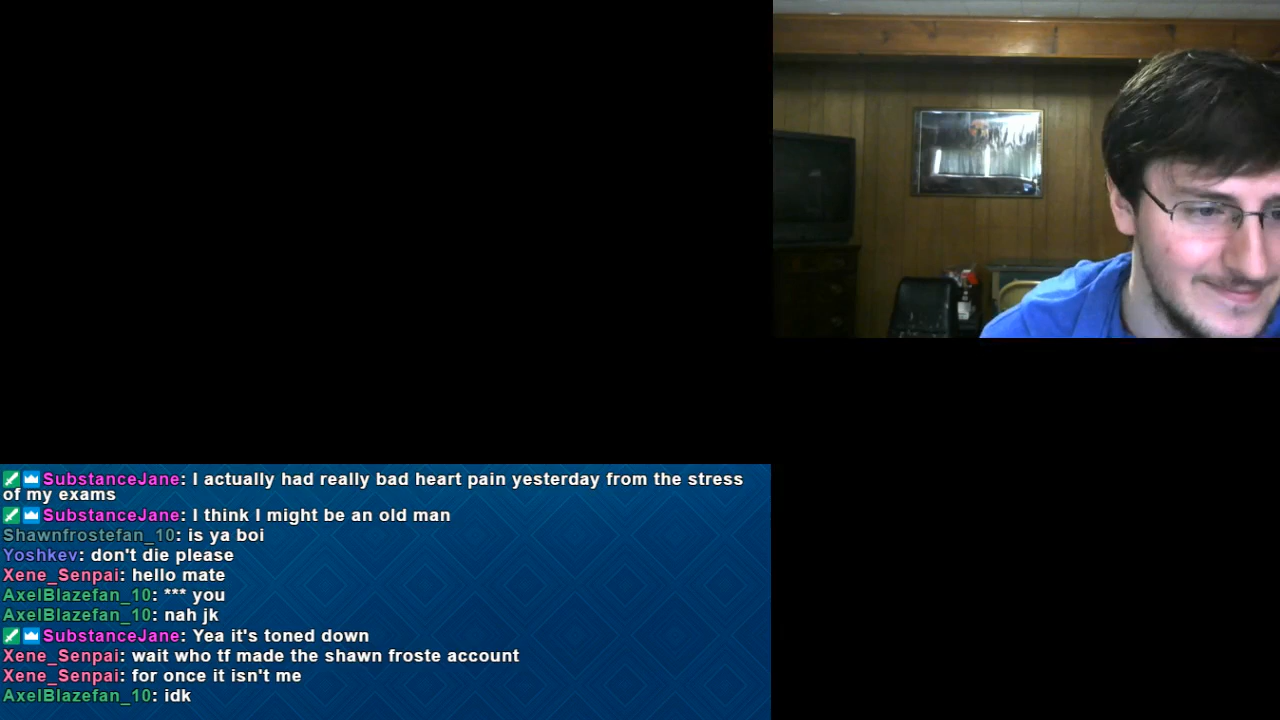 SubstanceJane: I actually had really bad heart pain yesterday from the stress
of my exams
SubstanceJane: I think I might be an old man
Shawnfrostefan_10: is ya boi
Yoshkev: don't die please
Xene_Senpai: hello mate
AxelBlazefan_10: *** you
AxelBlazefan_10: nah jk
SubstanceJane: Yea it's toned down
Xene_Senpai: wait who tf made the shawn froste account
Xene_Senpai: for once it isn't me
AxelBlazefan_10: idk